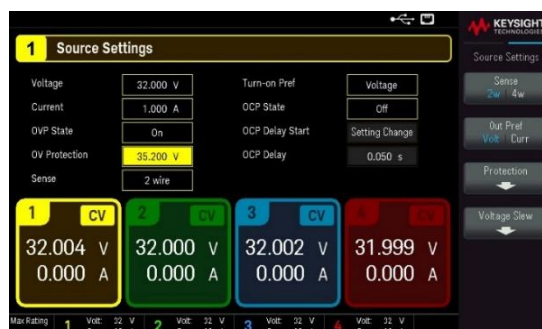 KEYSIGHT
TECHNOLOGIES
1 Source Settings
Source Settings
Voltage 32.000 V Turn-on Pref Voltage
Current 1.000 A OCP State Off
OVP State On OCP Delay Start Setting Change
OV Protection 35.200 V OCP Delay 0.050 s
Sense 2 wire
Sense
2w 4w
Out Pref
Volt Curr
Protection
Voltage Slew
1 CV 2 CV 3 CV 4
32.004 V 32.000 V 32.002 V 31.999 V
0.000 A 0.000 A 0.000 A 0.000 A
Max Rating 1 Volt: 32 V 2 Volt: 32 V 3 Volt: 32 V 4 Volt: 32 V